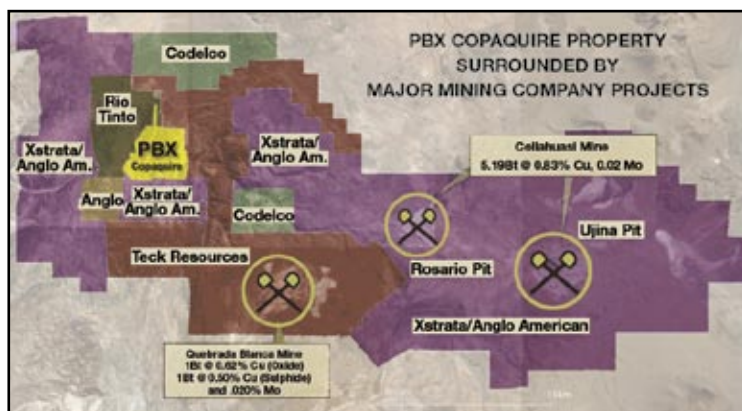 PBX COPAQUIRE PROPERTY
SURROUNDED BY
MAJOR MINING COMPANY PROJECTS
Codelco
Rio
Tinto
PBX
Copaquire
Xstrata/
Anglo Am.
Xstrata/
Anglo Am.
Anglo
Xstrata/
Anglo Am.
Codelco
Collahuasi Mine
5.19Bt @ 0.83% Cu, 0.02 Mo
Ujina Pit
Rosario Pit
Teck Resources
Xstrata/Anglo American
Quebrada Blanca Mine
1Bt @ 0.62% Cu (Oxide)
1Bt @ 0.50% Cu (Sulphide)
and .020% Mo